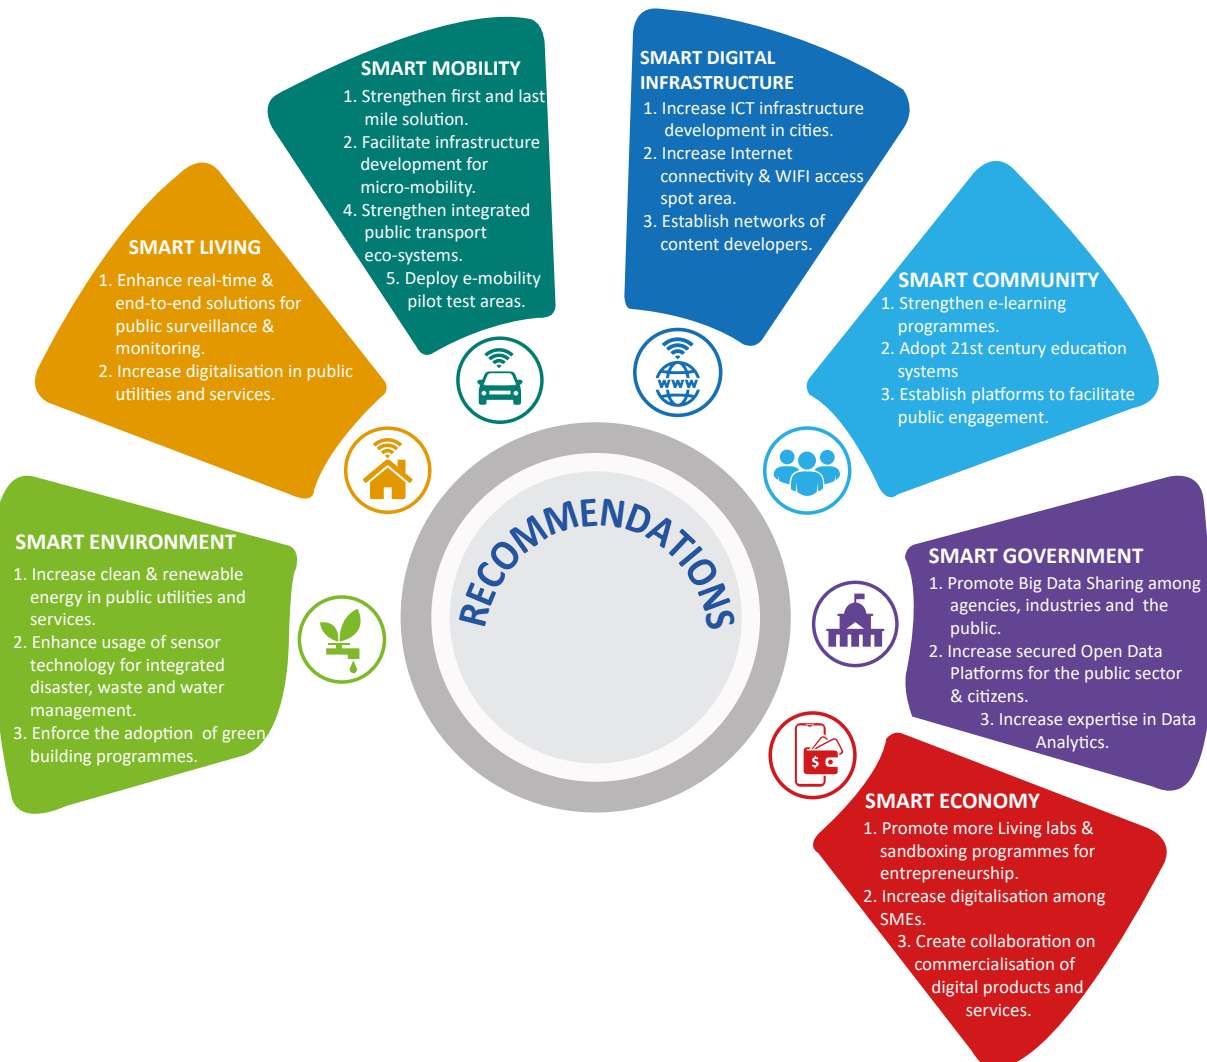 SMART MOBILITY
1. Strengthen first and last
mile solution.
2. Facilitate infrastructure
development for
micro-mobility.
4. Strengthen integrated
public transport
eco-systems.
5. Deploy e-mobility
pilot test areas.
SMART DIGITAL
INFRASTRUCTURE
1. Increase ICT infrastructure
development in cities.
2. Increase Internet
connectivity & WIFI access
spot area.
3. Establish networks of
content developers.
SMART LIVING
1. Enhance real-time &
end-to-end solutions for
public surveillance &
monitoring.
2. Increase digitalisation in public
utilities and services.
SMART COMMUNITY
1. Strengthen e-learning
programmes.
2. Adopt 21st century education
systems
3. Establish platforms to facilitate
public engagement.
www
RECOMMENDATIONS
SMART ENVIRONMENT
1. Increase clean & renewable
energy in public utilities and
services.
2. Enhance usage of sensor
technology for integrated
disaster, waste and water
management.
3. Enforce the adoption of green
building programmes.
SMART GOVERNMENT
1. Promote Big Data Sharing among
agencies, industries and the
public.
2. Increase secured Open Data
Platforms for the public sector
& citizens.
3. Increase expertise in Data
Analytics.
$
SMART ECONOMY
1. Promote more Living labs &
sandboxing programmes for
entrepreneurship.
2. Increase digitalisation among
SMEs.
3. Create collaboration on
commercialisation of
digital products and
services.